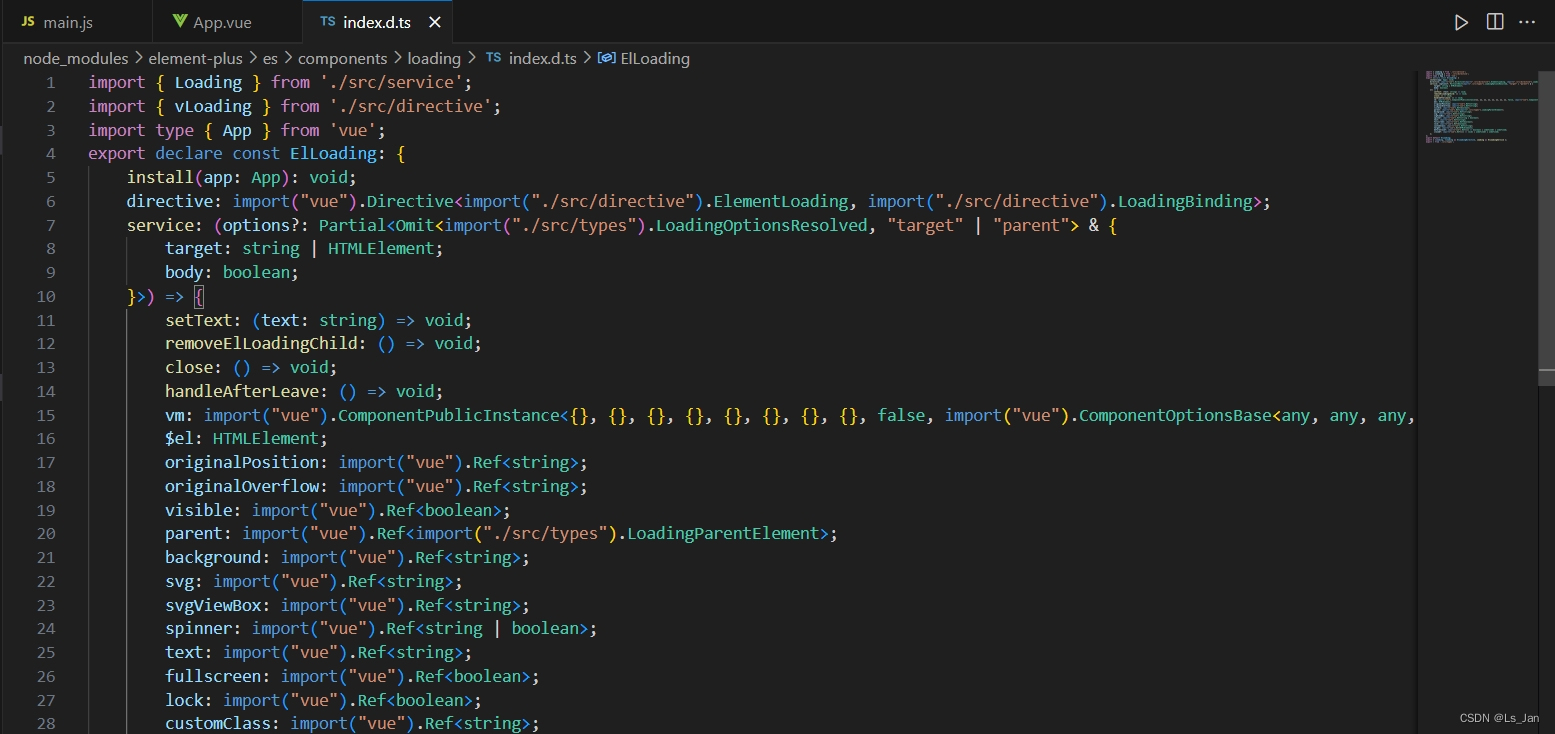 JS main.js
App.vue
TS index.d.ts
node_modules > element-plus > es > components > loading > TS index.d.ts > ElLoading
1 import { Loading } from './src/service';
2 import { vLoading } from './src/directive';
3 import type { App } from 'vue';
4 export declare const ElLoading: {
5     install(app: App): void;
6     directive: import("vue").Directive<import("./src/directive").ElementLoading, import("./src/directive").LoadingBinding>;
7     service: (options?: Partial<Omit<import("./src/types").LoadingOptionsResolved, "target" | "parent"> & {
8         target: string | HTMLElement;
9         body: boolean;
10     }>) => {
11         setText: (text: string) => void;
12         removeElLoadingChild: () => void;
13         close: () => void;
14         handleAfterLeave: () => void;
15         vm: import("vue").ComponentPublicInstance<{}, {}, {}, {}, {}, {}, {}, {}, false, import("vue").ComponentOptionsBase<any, any, any,
16         $el: HTMLElement;
17         originalPosition: import("vue").Ref<string>;
18         originalOverflow: import("vue").Ref<string>;
19         visible: import("vue").Ref<boolean>;
20         parent: import("vue").Ref<import("./src/types").LoadingParentElement>;
21         background: import("vue").Ref<string>;
22         svg: import("vue").Ref<string>;
23         svgViewBox: import("vue").Ref<string>;
24         spinner: import("vue").Ref<string | boolean>;
25         text: import("vue").Ref<string>;
26         fullscreen: import("vue").Ref<boolean>;
27         lock: import("vue").Ref<boolean>;
28         customClass: import("vue").Ref<string>;
CSDN @Ls_Jan